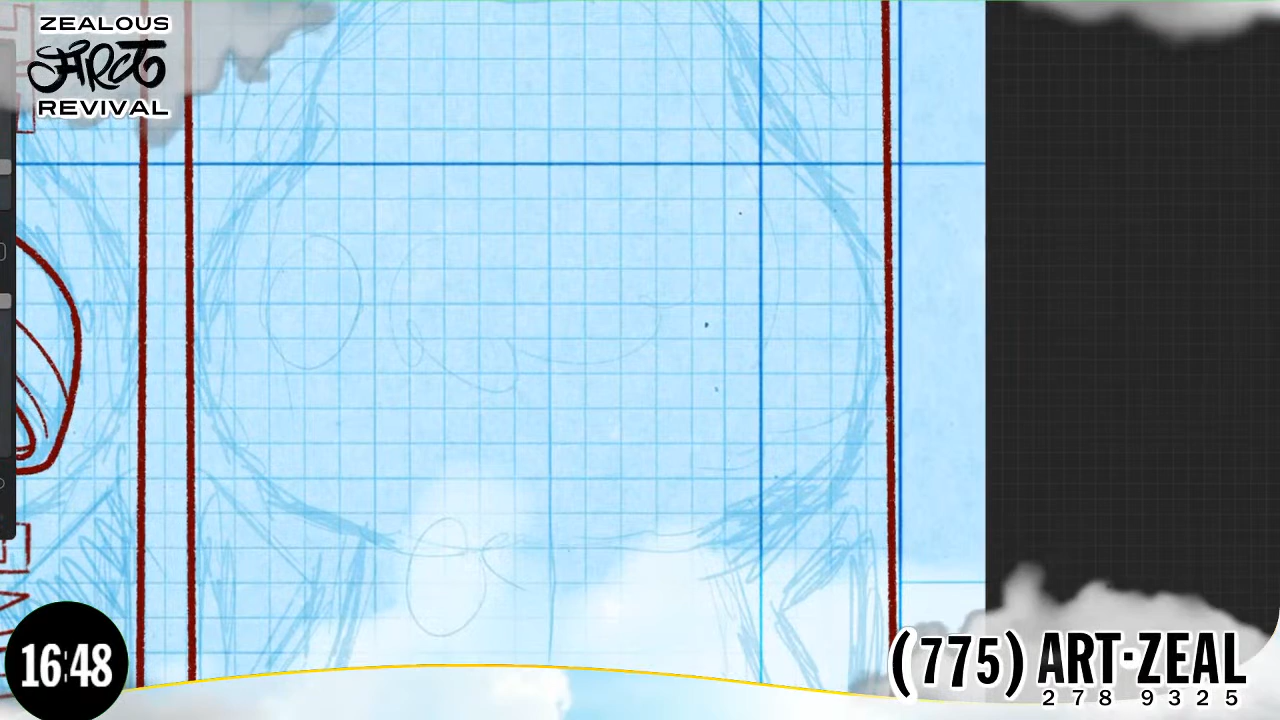 ZEALOUS
ART
REVIVAL
16:48
(775) ART-ZEAL
278 9325